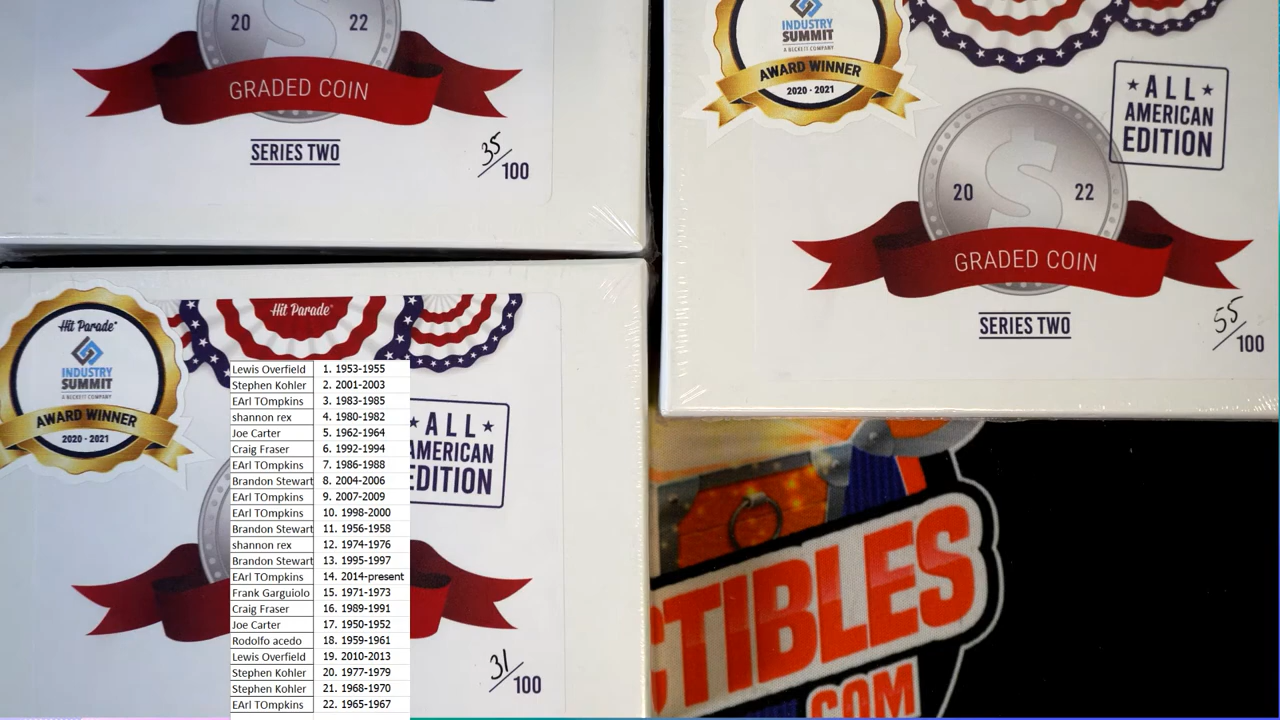 20 22
GRADED COIN
SERIES TWO
35/100
INDUSTRY
SUMMIT
A BECKETT COMPANY
AWARD WINNER
2020 - 2021
ALL
AMERICAN
EDITION
20 22
GRADED COIN
SERIES TWO
55/100
Hit Parade
INDUSTRY
SUMMIT
A BECKETT COMPANY
AWARD WINNER
2020 - 2021
Hit Parade
ALL
AMERICAN
EDITION
31/100
Lewis Overfield 1. 1953-1955
Stephen Kohler 2. 2001-2003
EArl TOmpkins 3. 1983-1985
shannon rex 4. 1980-1982
Joe Carter 5. 1962-1964
Craig Fraser 6. 1992-1994
EArl TOmpkins 7. 1986-1988
Brandon Stewart 8. 2004-2006
EArl TOmpkins 9. 2007-2009
EArl TOmpkins 10. 1998-2000
Brandon Stewart 11. 1956-1958
shannon rex 12. 1974-1976
Brandon Stewart 13. 1995-1997
EArl TOmpkins 14. 2014-present
Frank Garguiolo 15. 1971-1973
Craig Fraser 16. 1989-1991
Joe Carter 17. 1950-1952
Rodolfo acedo 18. 1959-1961
Lewis Overfield 19. 2010-2013
Stephen Kohler 20. 1977-1979
Stephen Kohler 21. 1968-1970
EArl TOmpkins 22. 1965-1967
CTIBLES
.COM